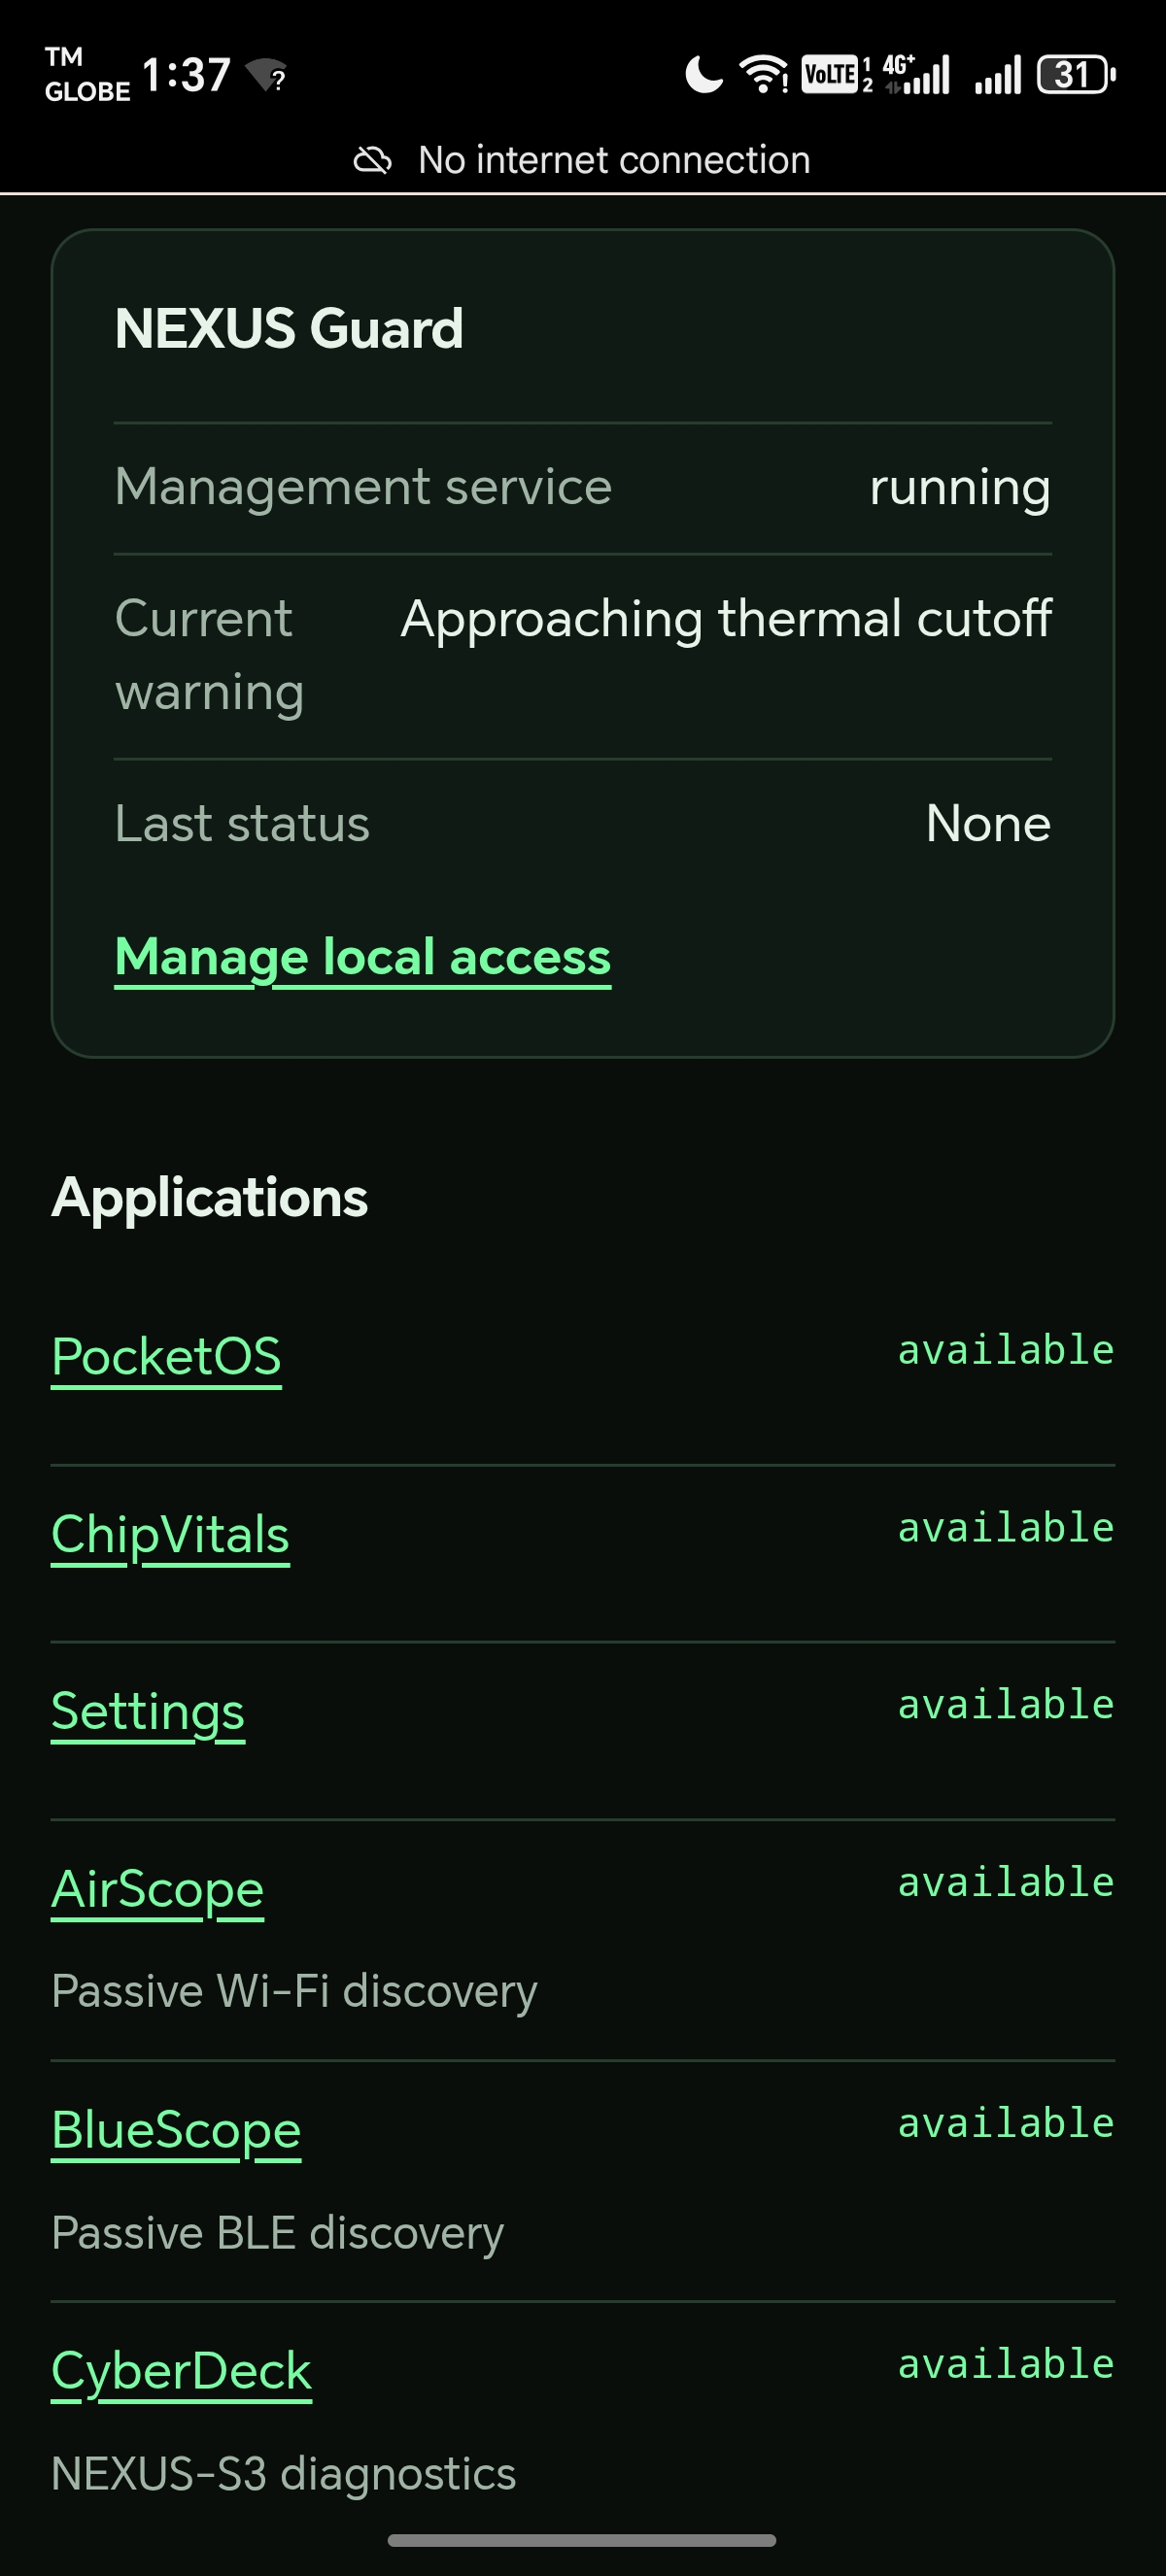 TM
GLOBE
1:37
?
VoLTE 1 2
4G+
31
No internet connection
NEXUS Guard
Management service running
Current warning Approaching thermal cutoff
Last status None
Manage local access
Applications
PocketOS available
ChipVitals available
Settings available
AirScope available
Passive Wi-Fi discovery
BlueScope available
Passive BLE discovery
CyberDeck available
NEXUS-S3 diagnostics